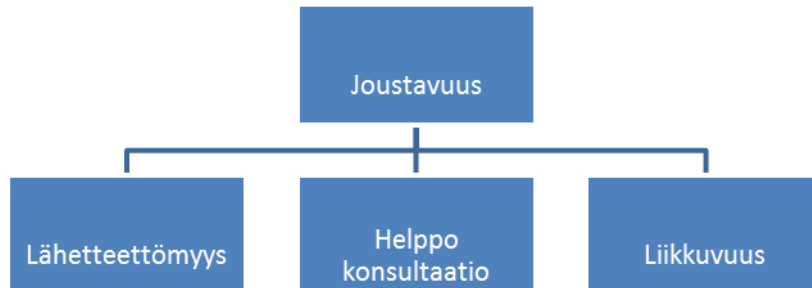 Joustavuus
Lähetteettömyys
Helppo
konsultaatio
Liikkuvuus